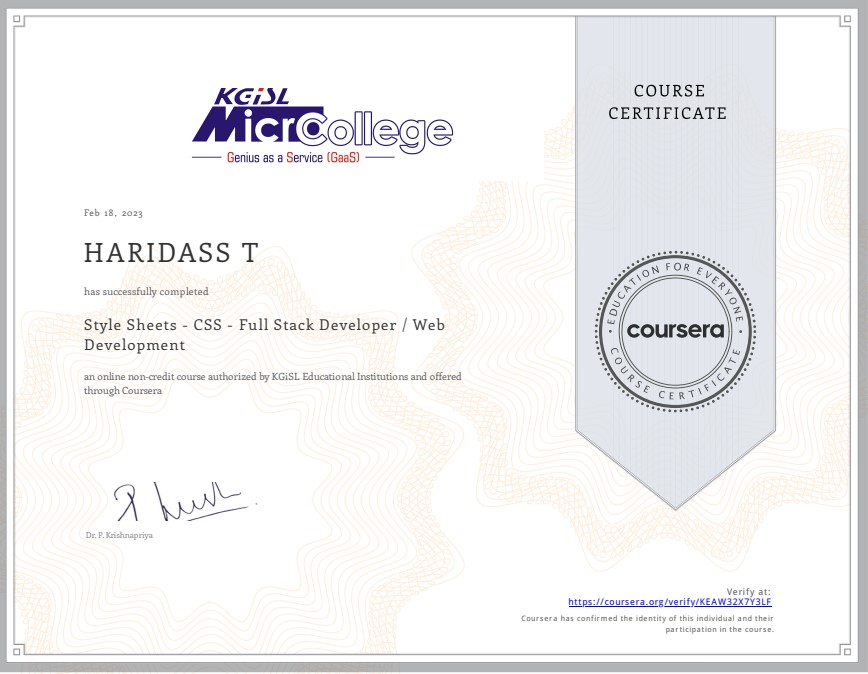 KGiSL
MicroCollege
Genius as a Service (GaaS)
COURSE
CERTIFICATE
Feb 18, 2023
HARIDASS T
has successfully completed
Style Sheets - CSS - Full Stack Developer / Web
Development
an online non-credit course authorized by KGiSL Educational Institutions and offered
through Coursera
EDUCATION FOR EVERYONE
coursera
COURSE CERTIFICATE
Dr. P. Krishnapriya
Verify at:
https://coursera.org/verify/KEAW32X7Y3LF
Coursera has confirmed the identity of this individual and their
participation in the course.